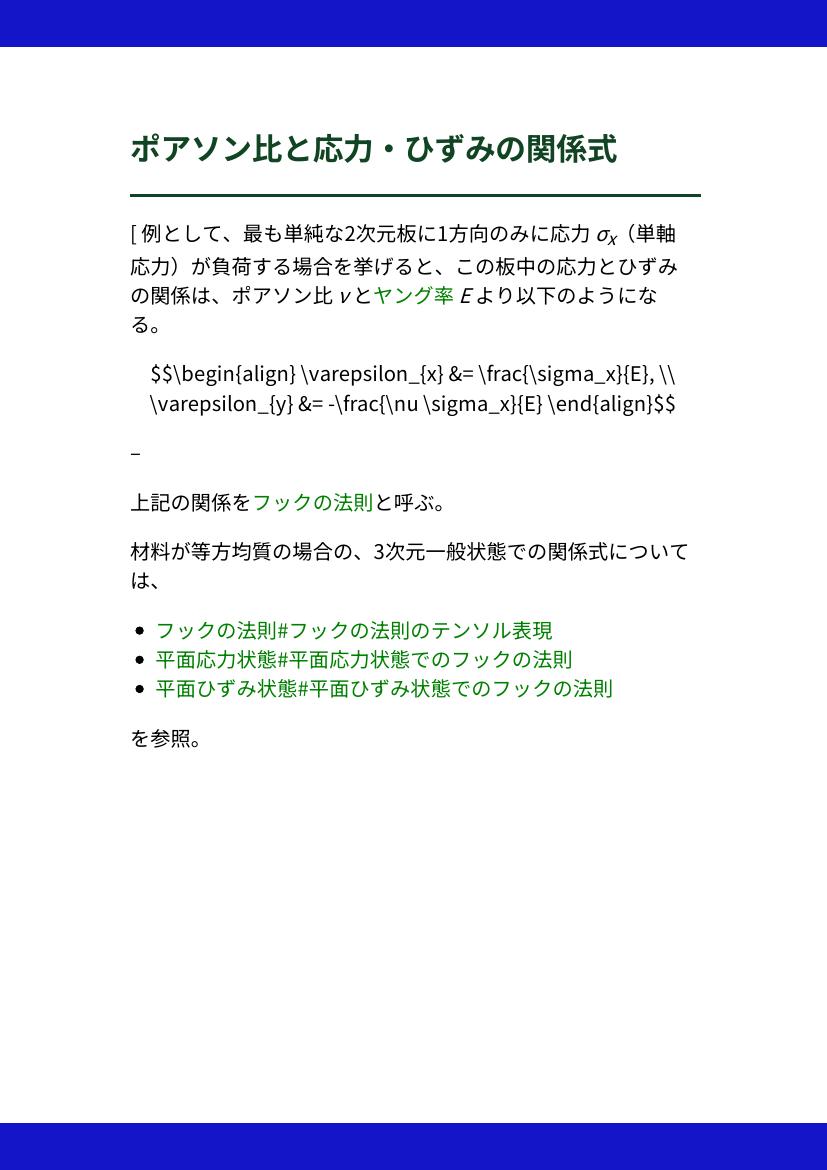 ポアソン比と応力・ひずみの関係式
[ 例として、最も単純な2次元板に1方向のみに応力 σx（単軸
応力）が負荷する場合を挙げると、この板中の応力とひずみ
の関係は、ポアソン比 ν とヤング率 E より以下のようにな
る。
$$\begin{align} \varepsilon_{x} &= \frac{\sigma_x}{E}, \\
\varepsilon_{y} &= -\frac{\nu \sigma_x}{E} \end{align}$$
–
上記の関係をフックの法則と呼ぶ。
材料が等方均質の場合の、3次元一般状態での関係式について
は、
• フックの法則#フックの法則のテンソル表現
• 平面応力状態#平面応力状態でのフックの法則
• 平面ひずみ状態#平面ひずみ状態でのフックの法則
を参照。